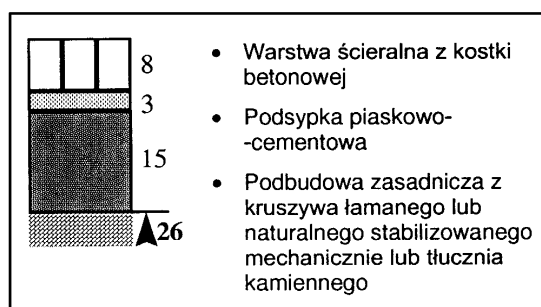 8
3
15
26
• Warstwa ścieralna z kostki
betonowej
• Podsypka piaskowo-
-cementowa
• Podbudowa zasadnicza z
kruszywa łamanego lub
naturalnego stabilizowanego
mechanicznie lub tłucznia
kamiennego